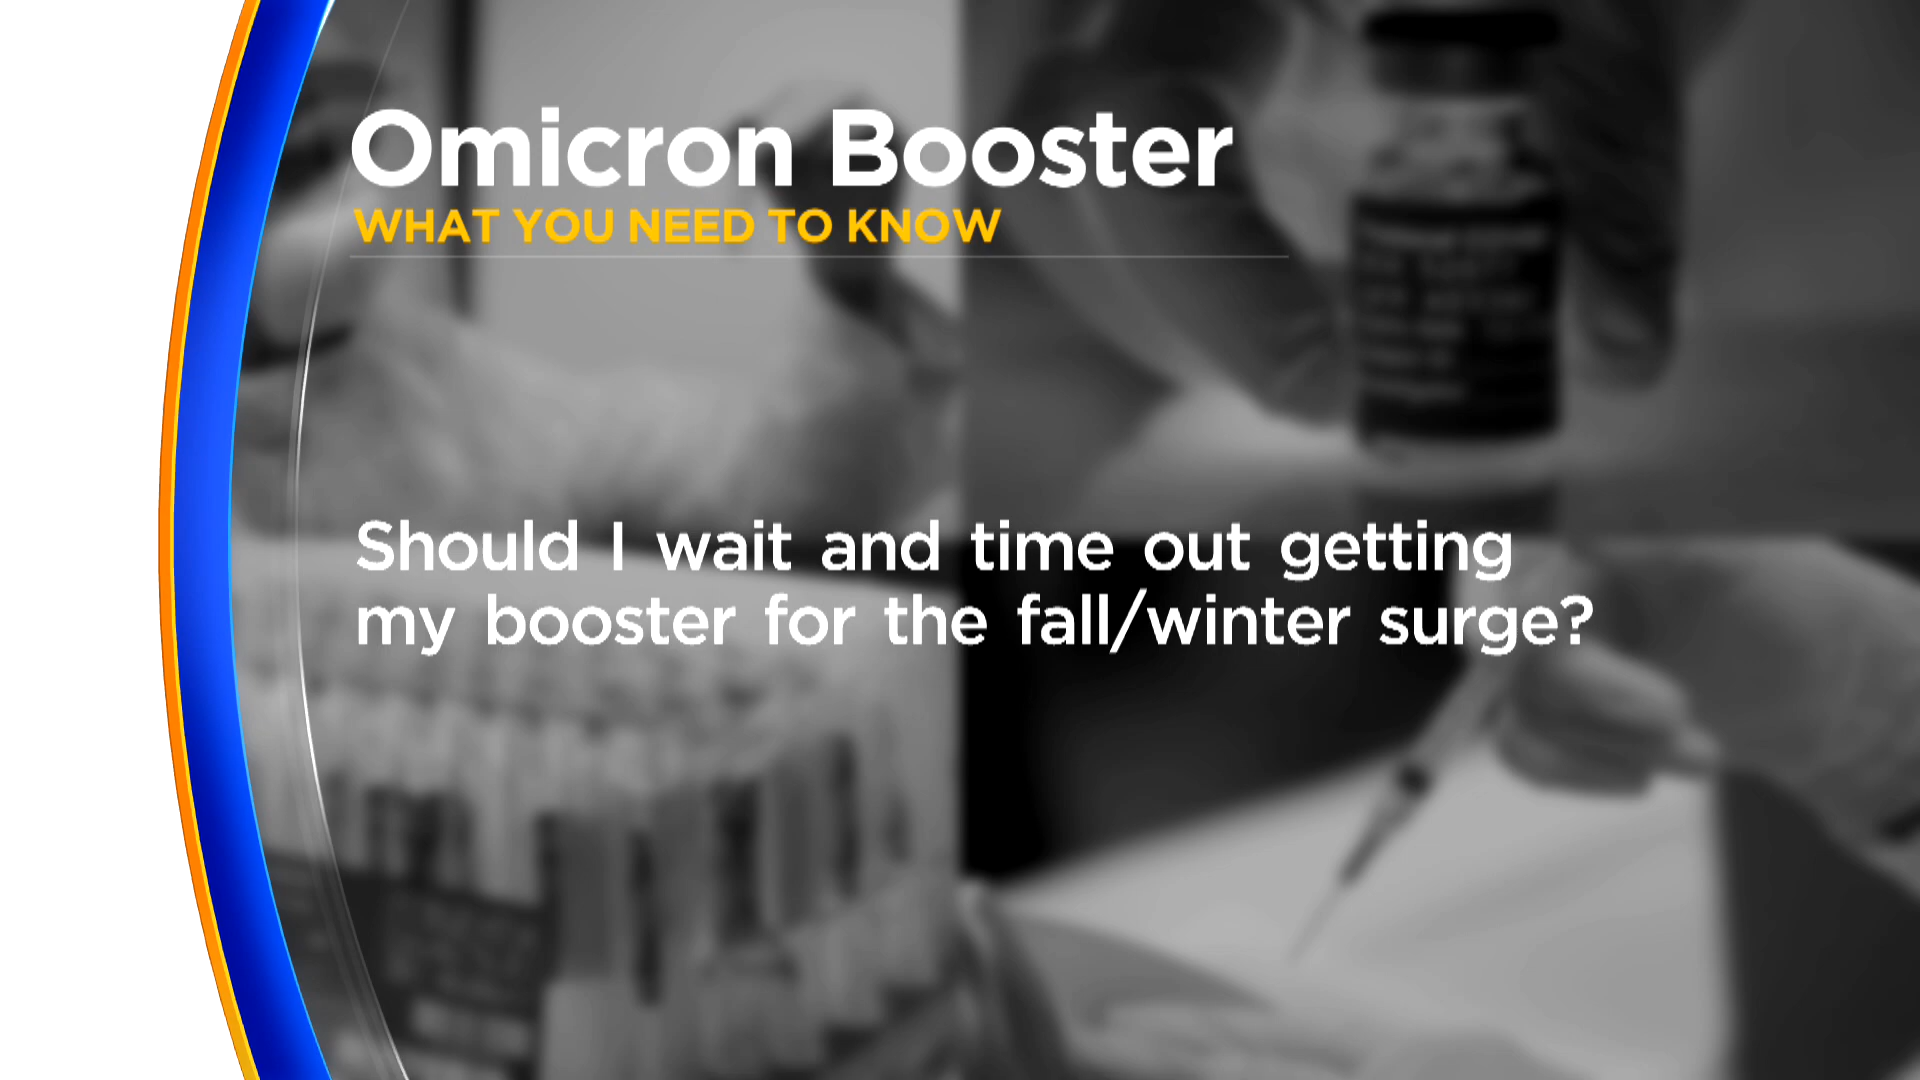 Omicron Booster
WHAT YOU NEED TO KNOW
Should I wait and time out getting
my booster for the fall/winter surge?